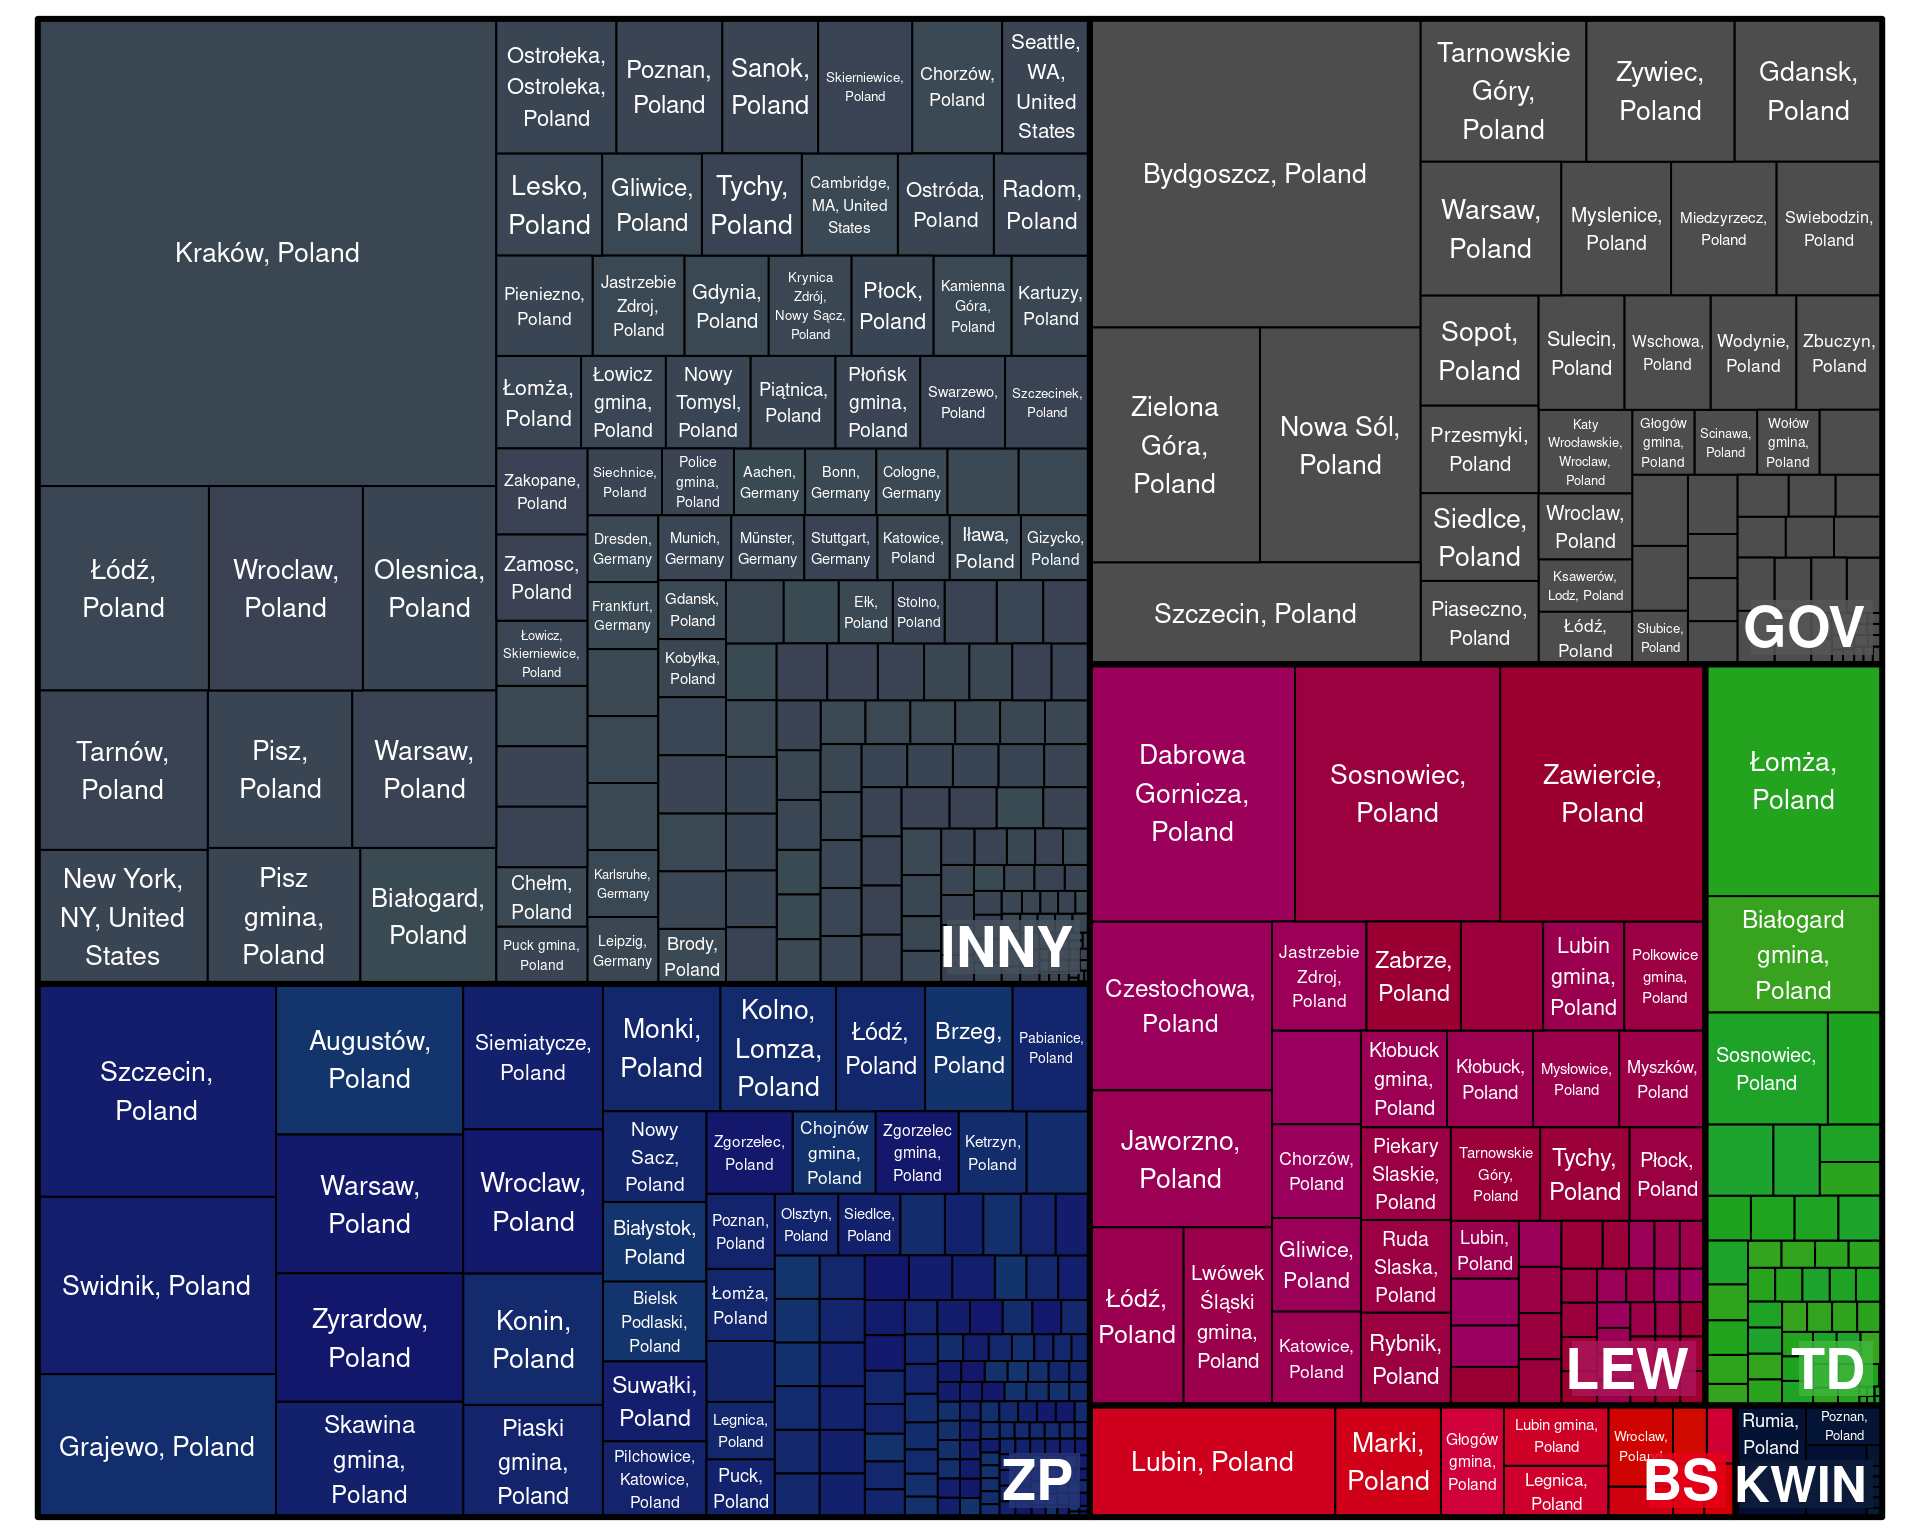 Kraków, Poland
Łódź,
Poland
Wroclaw,
Poland
Olesnica,
Poland
Tarnów,
Poland
Pisz,
Poland
Warsaw,
Poland
New York,
NY, United
States
Pisz
gmina,
Poland
Białogard,
Poland
Ostrołeka,
Ostroleka,
Poland
Poznan,
Poland
Sanok,
Poland
Skierniewice,
Poland
Chorzów,
Poland
Seattle,
WA,
United
States
Lesko,
Poland
Gliwice,
Poland
Tychy,
Poland
Cambridge,
MA, United
States
Ostróda,
Poland
Radom,
Poland
Pieniezno,
Poland
Jastrzebie
Zdroj,
Poland
Gdynia,
Poland
Krynica
Zdrój,
Nowy Sącz,
Poland
Płock,
Poland
Kamienna
Góra,
Poland
Kartuzy,
Poland
Łomża,
Poland
Łowicz
gmina,
Poland
Nowy
Tomysl,
Poland
Piątnica,
Poland
Płońsk
gmina,
Poland
Swarzewo,
Poland
Szczecinek,
Poland
Zakopane,
Poland
Siechnice,
Poland
Police
gmina,
Poland
Aachen,
Germany
Bonn,
Germany
Cologne,
Germany
Zamosc,
Poland
Dresden,
Germany
Munich,
Germany
Münster,
Germany
Stuttgart,
Germany
Katowice,
Poland
Iława,
Poland
Gizycko,
Poland
Łowicz,
Skierniewice,
Poland
Frankfurt,
Germany
Gdansk,
Poland
Ełk,
Poland
Stolno,
Poland
Kobyłka,
Poland
Chełm,
Poland
Karlsruhe,
Germany
Puck gmina,
Poland
Leipzig,
Germany
Brody,
Poland
INNY
Bydgoszcz, Poland
Zielona
Góra,
Poland
Nowa Sól,
Poland
Szczecin, Poland
Tarnowskie
Góry,
Poland
Zywiec,
Poland
Gdansk,
Poland
Warsaw,
Poland
Myslenice,
Poland
Miedzyrzecz,
Poland
Swiebodzin,
Poland
Sopot,
Poland
Sulecin,
Poland
Wschowa,
Poland
Wodynie,
Poland
Zbuczyn,
Poland
Przesmyki,
Poland
Katy
Wrocławskie,
Wroclaw,
Poland
Głogów
gmina,
Poland
Scinawa,
Poland
Wołów
gmina,
Poland
Siedlce,
Poland
Wroclaw,
Poland
Ksawerów,
Lodz, Poland
Piaseczno,
Poland
Łódź,
Poland
Słubice,
Poland
GOV
Szczecin,
Poland
Swidnik, Poland
Grajewo, Poland
Augustów,
Poland
Warsaw,
Poland
Zyrardow,
Poland
Skawina
gmina,
Poland
Siemiatycze,
Poland
Wroclaw,
Poland
Konin,
Poland
Piaski
gmina,
Poland
Monki,
Poland
Kolno,
Lomza,
Poland
Łódź,
Poland
Brzeg,
Poland
Pabianice,
Poland
Nowy
Sacz,
Poland
Zgorzelec,
Poland
Chojnów
gmina,
Poland
Zgorzelec
gmina,
Poland
Ketrzyn,
Poland
Białystok,
Poland
Poznan,
Poland
Olsztyn,
Poland
Siedlce,
Poland
Bielsk
Podlaski,
Poland
Łomża,
Poland
Suwałki,
Poland
Legnica,
Poland
Pilchowice,
Katowice,
Poland
Puck,
Poland
ZP
Dabrowa
Gornicza,
Poland
Sosnowiec,
Poland
Zawiercie,
Poland
Czestochowa,
Poland
Jaworzno,
Poland
Łódź,
Poland
Lwówek
Śląski
gmina,
Poland
Jastrzebie
Zdroj,
Poland
Zabrze,
Poland
Lubin
gmina,
Poland
Polkowice
gmina,
Poland
Kłobuck
gmina,
Poland
Kłobuck,
Poland
Mysłowice,
Poland
Myszków,
Poland
Chorzów,
Poland
Piekary
Slaskie,
Poland
Tarnowskie
Góry,
Poland
Tychy,
Poland
Płock,
Poland
Gliwice,
Poland
Ruda
Slaska,
Poland
Lubin,
Poland
Katowice,
Poland
Rybnik,
Poland
LEW
Łomża,
Poland
Białogard
gmina,
Poland
Sosnowiec,
Poland
TD
Lubin, Poland
Marki,
Poland
Głogów
gmina,
Poland
Lubin gmina,
Poland
Legnica,
Poland
Wroclaw,
Poland
BS
Rumia,
Poland
Poznan,
Poland
KWIN